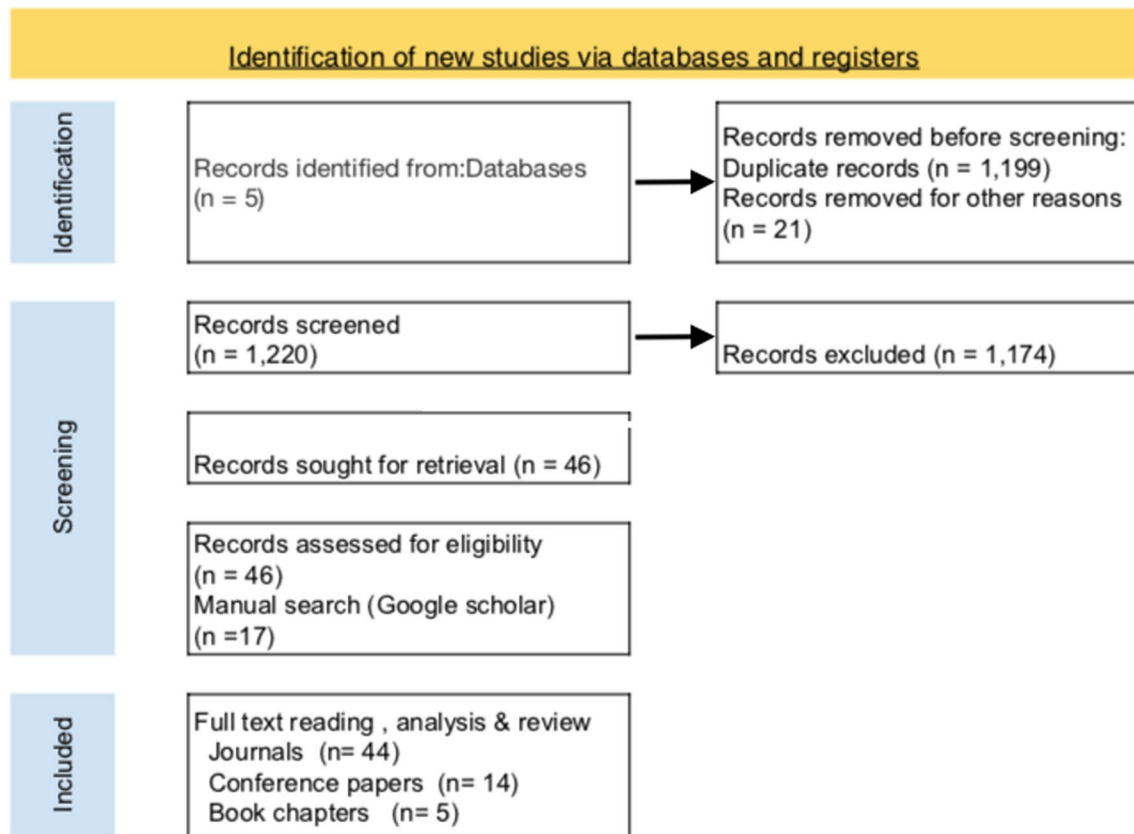 Identification of new studies via databases and registers
Identification
Records identified from:Databases
(n = 5)
Records removed before screening:
Duplicate records (n = 1,199)
Records removed for other reasons
(n = 21)
Screening
Records screened
(n = 1,220)
Records excluded (n = 1,174)
Records sought for retrieval (n = 46)
Records assessed for eligibility
(n = 46)
Manual search (Google scholar)
(n =17)
Included
Full text reading , analysis & review
Journals (n= 44)
Conference papers (n= 14)
Book chapters (n= 5)